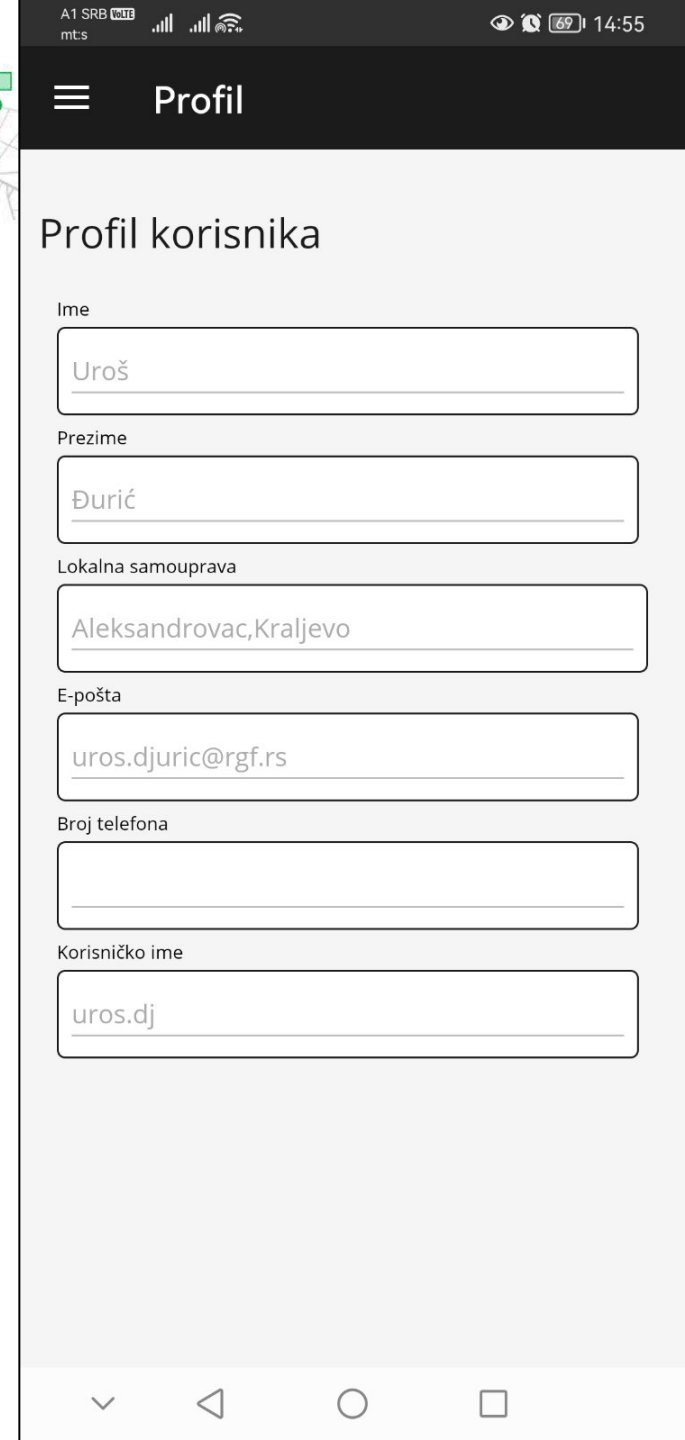 A1 SRB VoLTE
mt:s
69 14:55
Profil
Profil korisnika
Ime
Uroš
Prezime
Đurić
Lokalna samouprava
Aleksandrovac,Kraljevo
E-pošta
uros.djuric@rgf.rs
Broj telefona
Korisničko ime
uros.dj